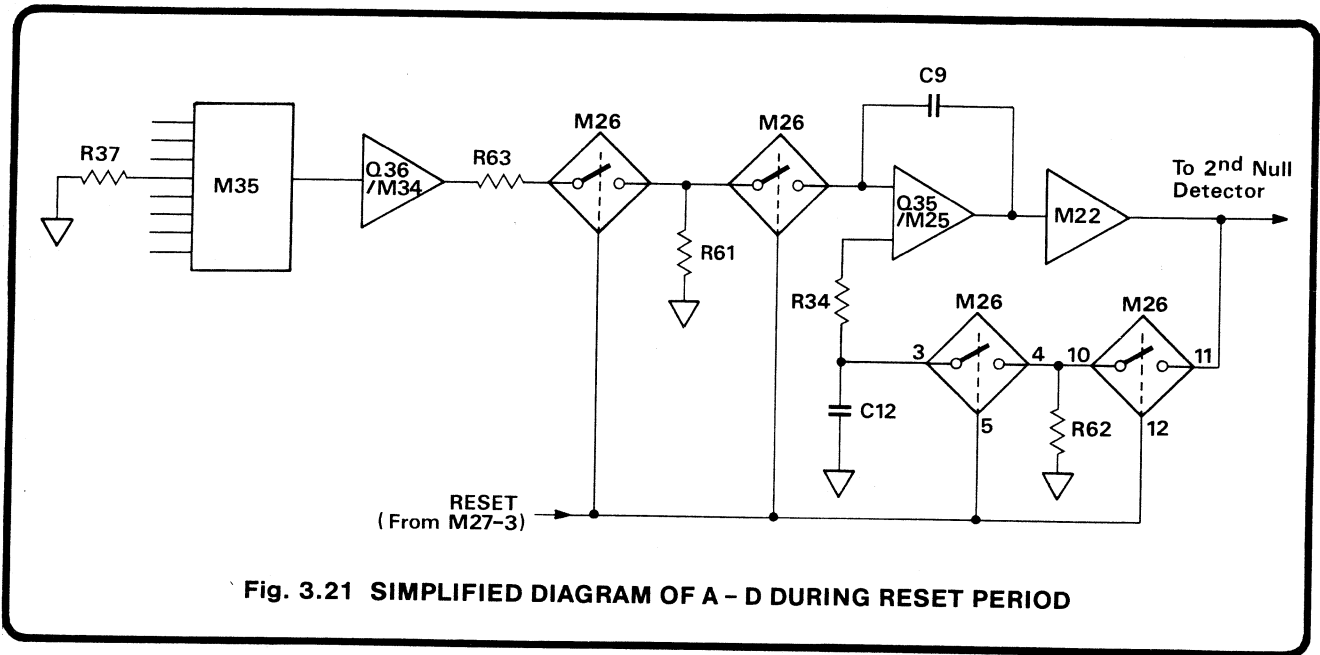 C9
M26
M26
R37
M35
Q36
/M34
R63
To 2nd Null
Detector
Q35
/M25
M22
R61
R34
M26
M26
3
4
10
11
C12
5
R62
12
RESET
(From M27-3)
Fig. 3.21 SIMPLIFIED DIAGRAM OF A – D DURING RESET PERIOD